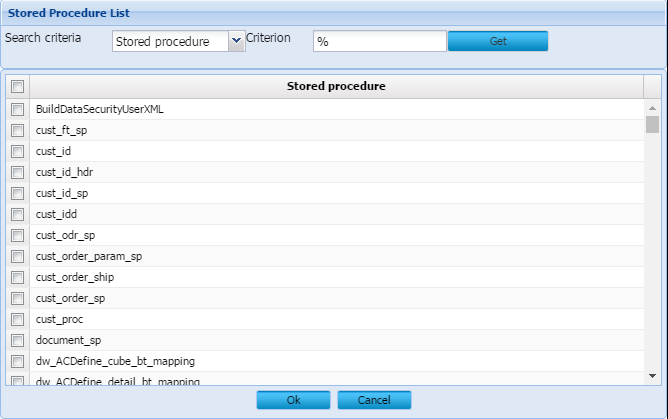 Stored Procedure List
Search criteria Stored procedure Criterion % Get
Stored procedure
BuildDataSecurityUserXML
cust_ft_sp
cust_id
cust_id_hdr
cust_id_sp
cust_idd
cust_odr_sp
cust_order_param_sp
cust_order_ship
cust_order_sp
cust_proc
document_sp
dw_ACDefine_cube_bt_mapping
dw_ACDefine_detail_bt_mapping
Ok Cancel